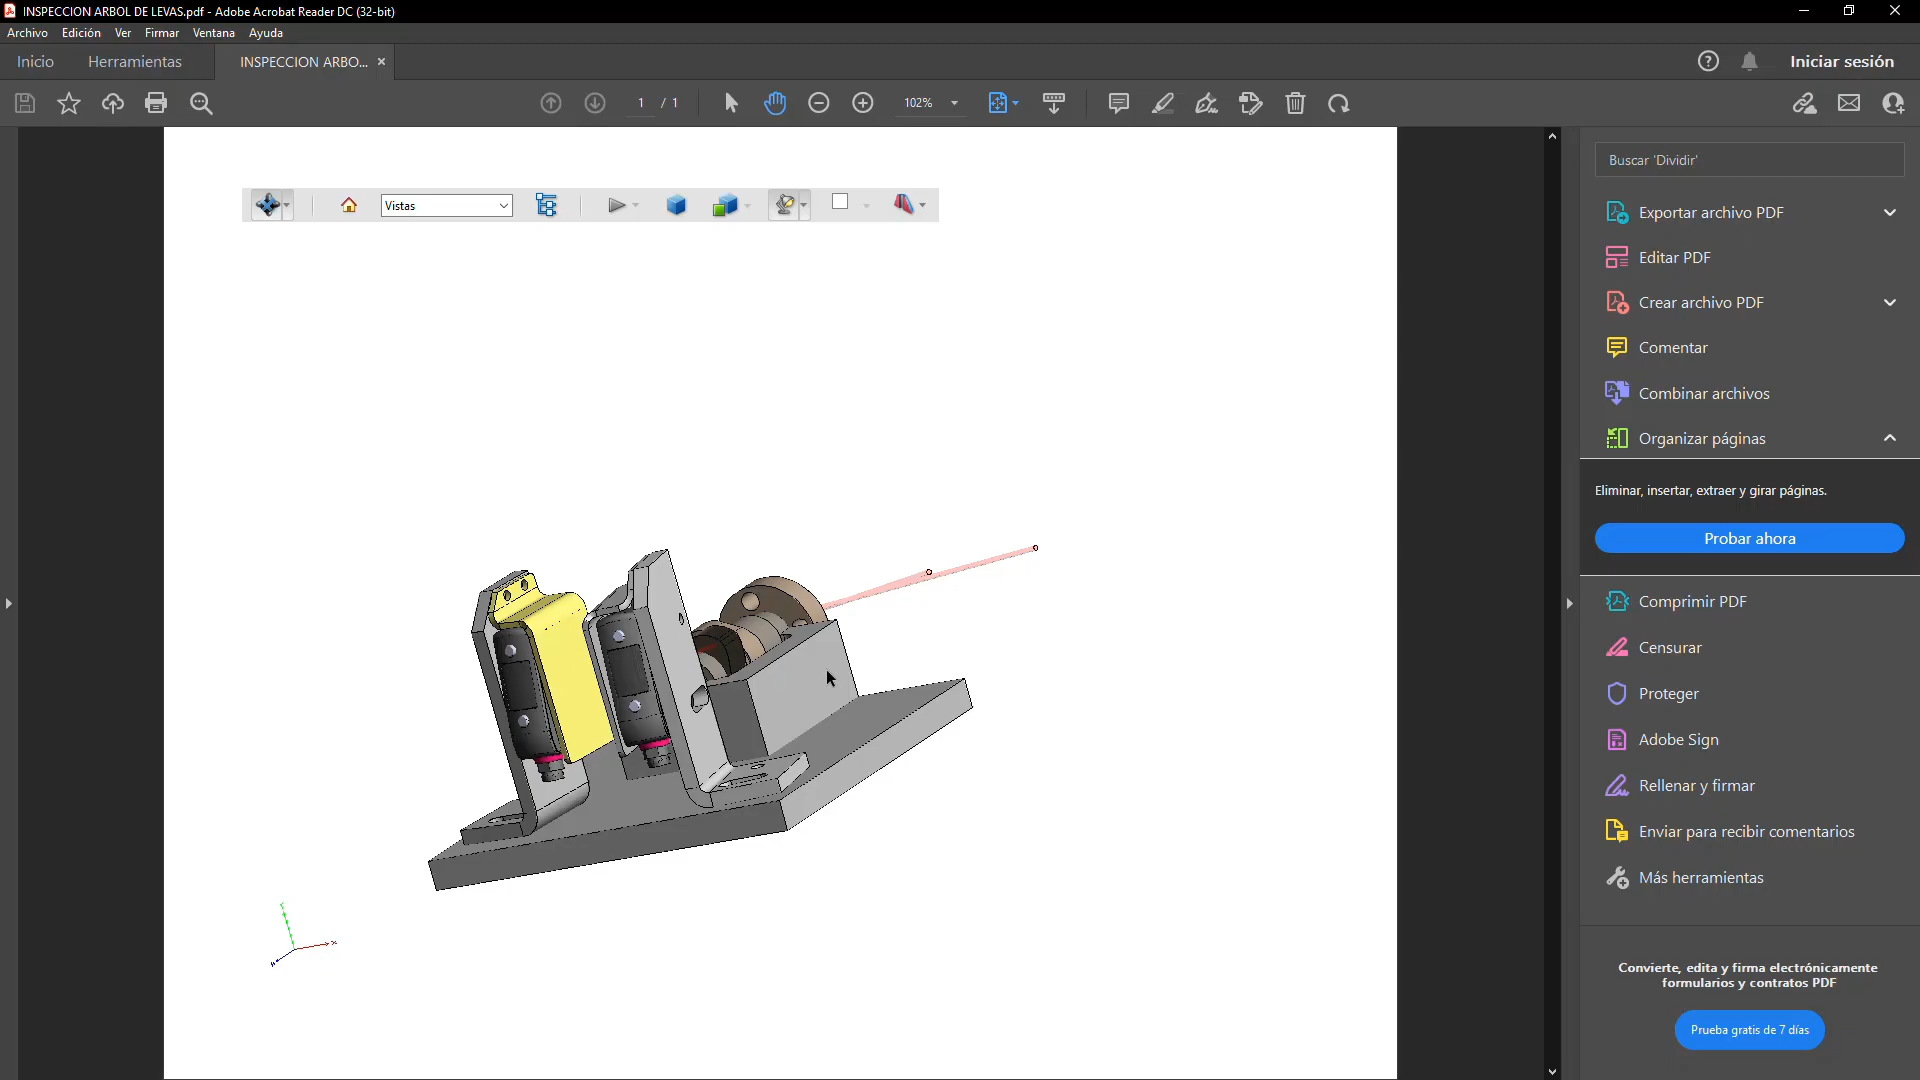 INSPECCION ARBOL DE LEVAS.pdf - Adobe Acrobat Reader DC (32-bit)
Archivo Edición Ver Firmar Ventana Ayuda
Inicio Herramientas INSPECCION ARBO... × Iniciar sesión
1 / 1 102%
Vistas
Buscar 'Dividir'
Exportar archivo PDF
Editar PDF
Crear archivo PDF
Comentar
Combinar archivos
Organizar páginas
Eliminar, insertar, extraer y girar páginas.
Probar ahora
Comprimir PDF
Censurar
Proteger
Adobe Sign
Rellenar y firmar
Enviar para recibir comentarios
Más herramientas
Convierte, edita y firma electrónicamente
formularios y contratos PDF
Prueba gratis de 7 días